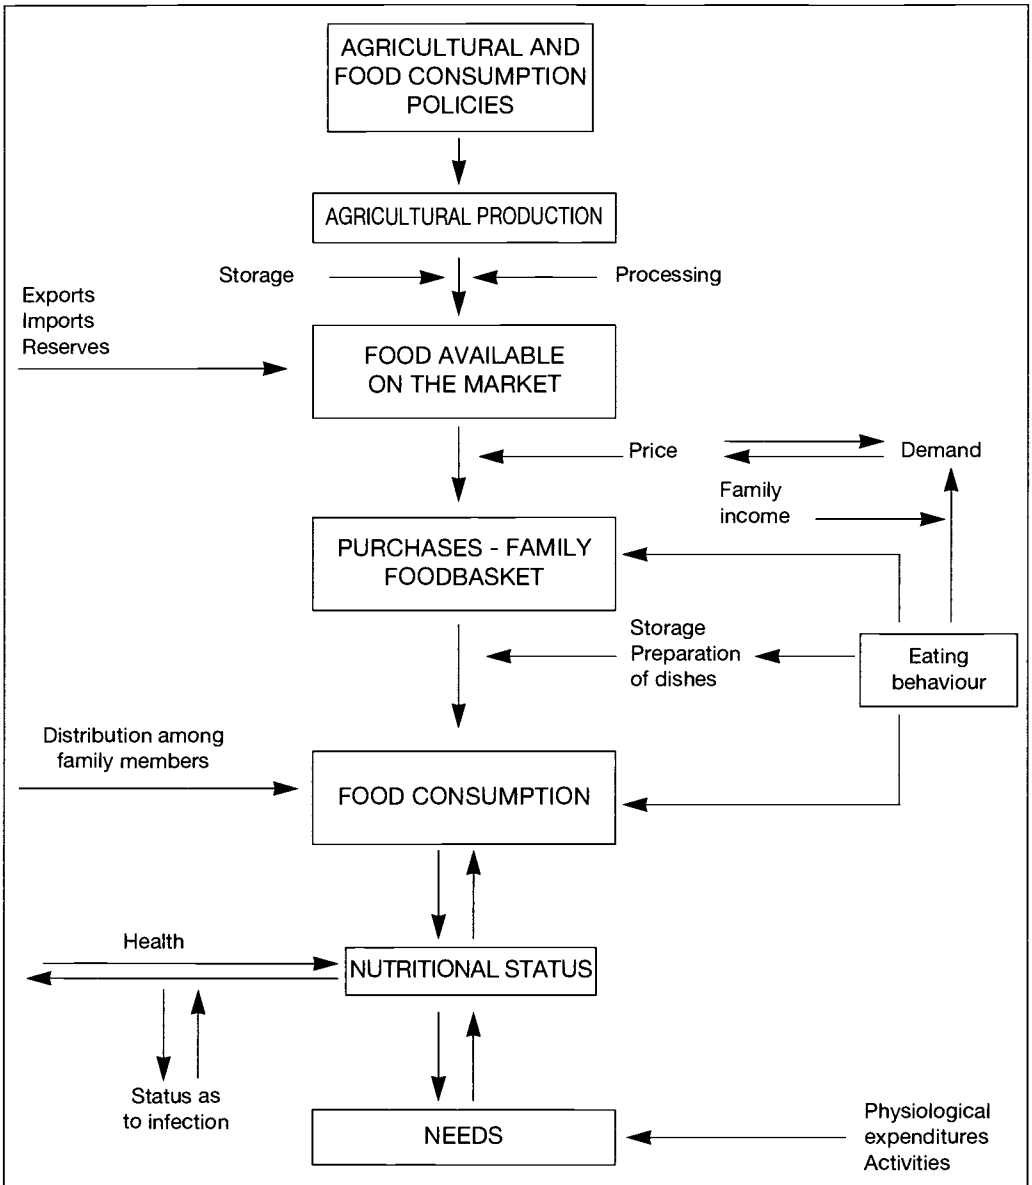 AGRICULTURAL AND
FOOD CONSUMPTION
POLICIES
AGRICULTURAL PRODUCTION
Storage
Processing
Exports
Imports
Reserves
FOOD AVAILABLE
ON THE MARKET
Price
Demand
Family
income
PURCHASES - FAMILY
FOODBASKET
Storage
Preparation
of dishes
Eating
behaviour
Distribution among
family members
FOOD CONSUMPTION
Health
NUTRITIONAL STATUS
Status as
to infection
NEEDS
Physiological
expenditures
Activities